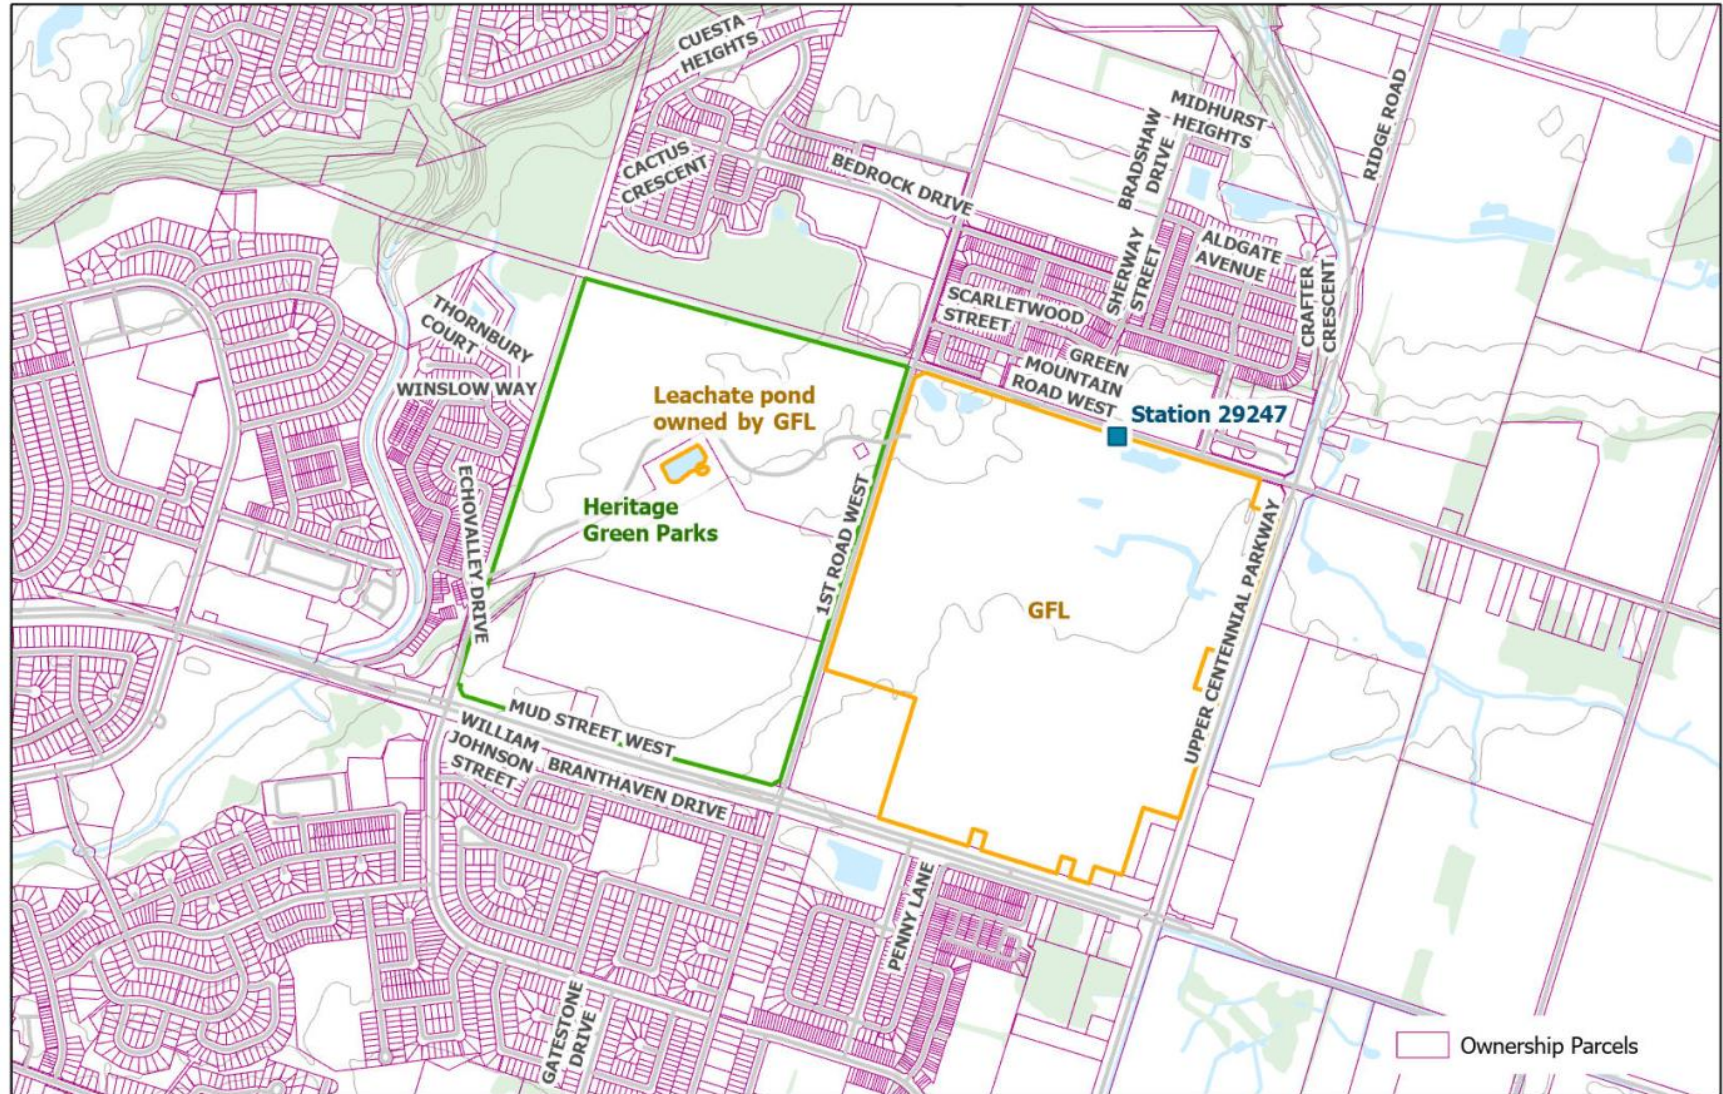 CUESTA
HEIGHTS
MIDHURST
HEIGHTS
RIDGE ROAD
BRADSHAW
DRIVE
CACTUS
CRESCENT
BEDROCK DRIVE
SHERWAY
STREET
ALDGATE
AVENUE
CRAFTER
CRESCENT
SCARLETWOOD
STREET
THORNBURY
COURT
WINSLOW WAY
GREEN
MOUNTAIN
ROAD WEST
Leachate pond
owned by GFL
Station 29247
Heritage
Green Parks
ECHOVALLEY DRIVE
1ST ROAD WEST
GFL
UPPER CENTENNIAL PARKWAY
MUD STREET WEST
WILLIAM
JOHNSON
STREET
BRANTHAVEN DRIVE
PENNY LANE
GATESTONE
DRIVE
Ownership Parcels